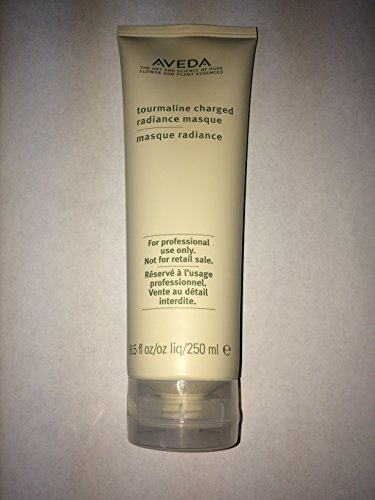 AVEDA
THE ART AND SCIENCE OF PURE
FLOWER AND PLANT ESSENCES
tourmaline charged
radiance masque
masque radiance
For professional
use only.
Not for retail sale.
Réservé à l'usage
professionnel.
Vente au détail
interdite.
8.5 fl oz/oz liq/250 ml ℮